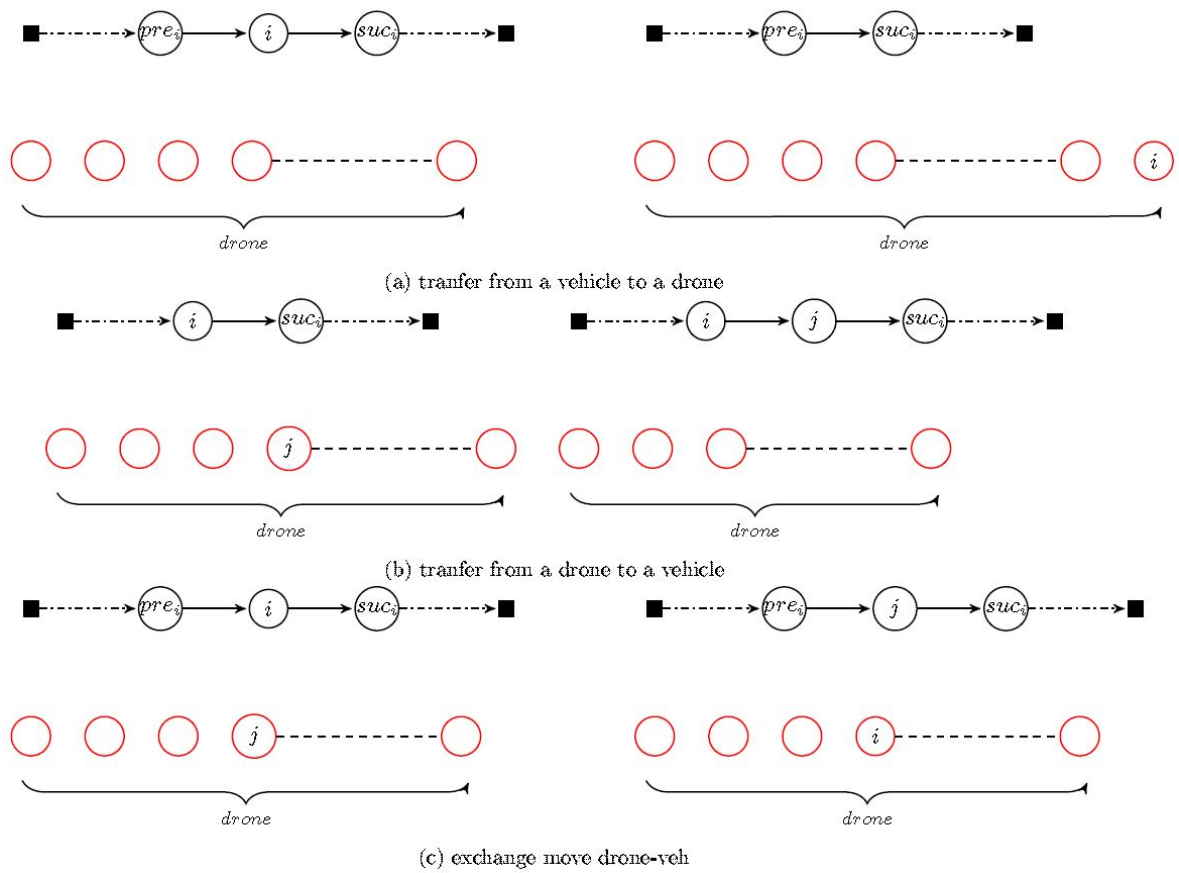 pre_i i suc_i pre_i suc_i
i
drone drone
(a) tranfer from a vehicle to a drone
i suc_i i j suc_i
j
drone drone
(b) tranfer from a drone to a vehicle
pre_i i suc_i pre_i j suc_i
j i
drone drone
(c) exchange move drone-veh